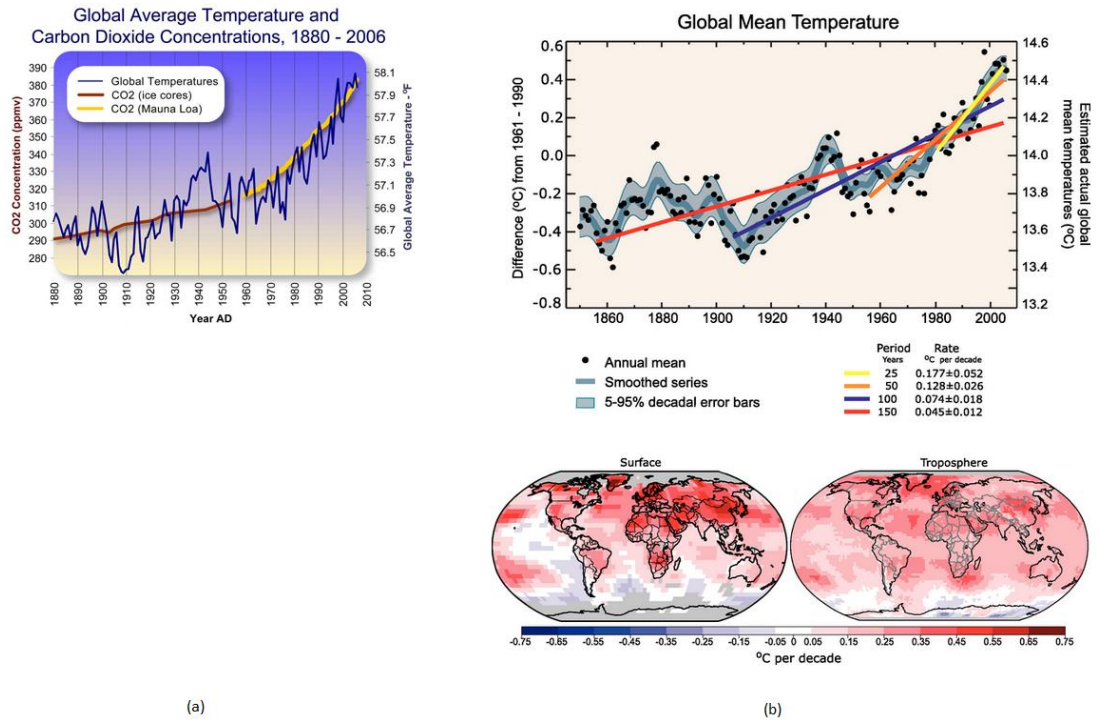 Global Average Temperature and
Carbon Dioxide Concentrations, 1880 - 2006
CO2 Concentration (ppmv)
390
380
370
360
350
340
330
320
310
300
290
280
Global Temperatures
CO2 (ice cores)
CO2 (Mauna Loa)
58.1
57.9
57.7
57.5
57.3
57.1
56.9
56.7
56.5
Global Average Temperature - °F
1880
1890
1900
1910
1920
1930
1940
1950
1960
1970
1980
1990
2000
2010
Year AD
(a)
Global Mean Temperature
Difference (°C) from 1961 - 1990
0.6
0.4
0.2
0.0
-0.2
-0.4
-0.6
-0.8
14.6
14.4
14.2
14.0
13.8
13.6
13.4
13.2
Estimated actual global
mean temperatures (°C)
1860 1880 1900 1920 1940 1960 1980 2000
Annual mean
Smoothed series
5-95% decadal error bars
Period Rate
Years °C per decade
25 0.177±0.052
50 0.128±0.026
100 0.074±0.018
150 0.045±0.012
Surface
Troposphere
-0.75 -0.65 -0.55 -0.45 -0.35 -0.25 -0.15 -0.05 0 0.05 0.15 0.25 0.35 0.45 0.55 0.65 0.75
°C per decade
(b)